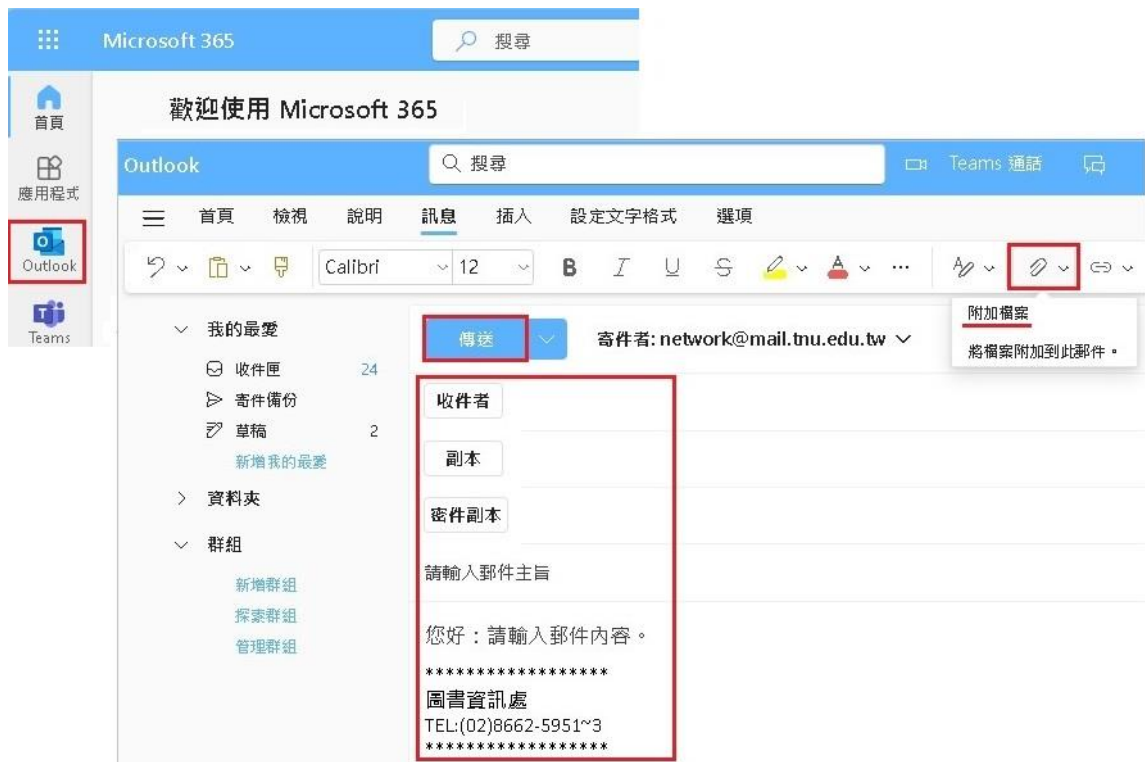 Microsoft 365
搜尋
首頁
應用程式
Outlook
Teams
歡迎使用 Microsoft 365
Outlook
搜尋
Teams 通話
首頁 檢視 說明 訊息 插入 設定文字格式 選項
Calibri 12 B I U S A ...
附加檔案
將檔案附加到此郵件。
我的最愛
收件匣 24
寄件備份
草稿 2
新增我的最愛
資料夾
群組
新增群組
探索群組
管理群組
傳送 寄件者: network@mail.tnu.edu.tw
收件者
副本
密件副本
請輸入郵件主旨
您好：請輸入郵件內容。
******************
圖書資訊處
TEL:(02)8662-5951~3
******************